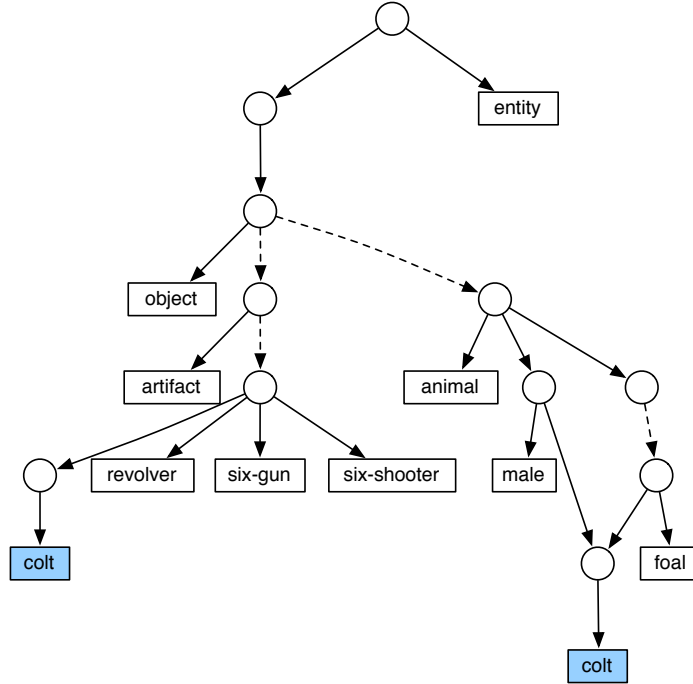 entity
object
artifact
animal
revolver
six-gun
six-shooter
male
colt
foal
colt